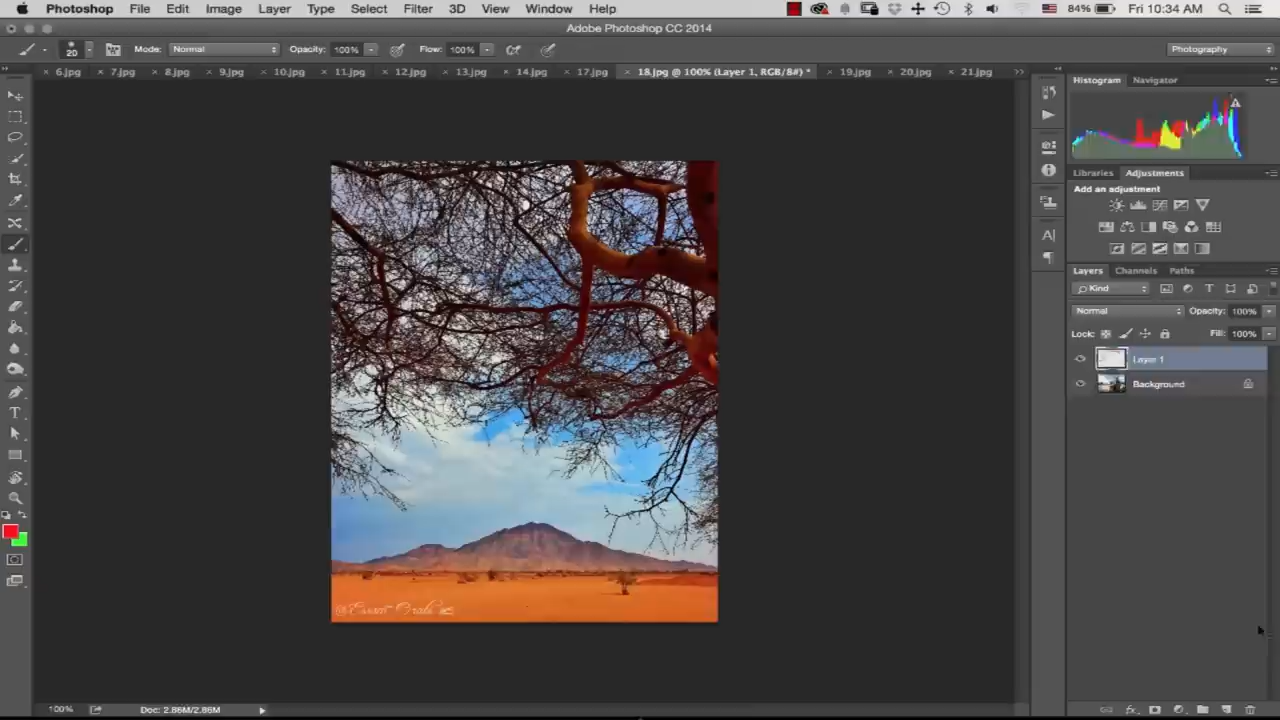 Photoshop File Edit Image Layer Type Select Filter 3D View Window Help 84% Fri 10:34 AM
Adobe Photoshop CC 2014
20 Mode: Normal Opacity: 100% Flow: 100% Photography
6.jpg 7.jpg 8.jpg 9.jpg 10.jpg 11.jpg 12.jpg 13.jpg 14.jpg 17.jpg 18.jpg @ 100% (Layer 1, RGB/8#) * 19.jpg 20.jpg 21.jpg
Histogram Navigator
Libraries Adjustments
Add an adjustment
Layers Channels Paths
Kind
Normal Opacity: 100%
Lock: Fill: 100%
Layer 1
Background
100% Doc: 2.86M/2.86M